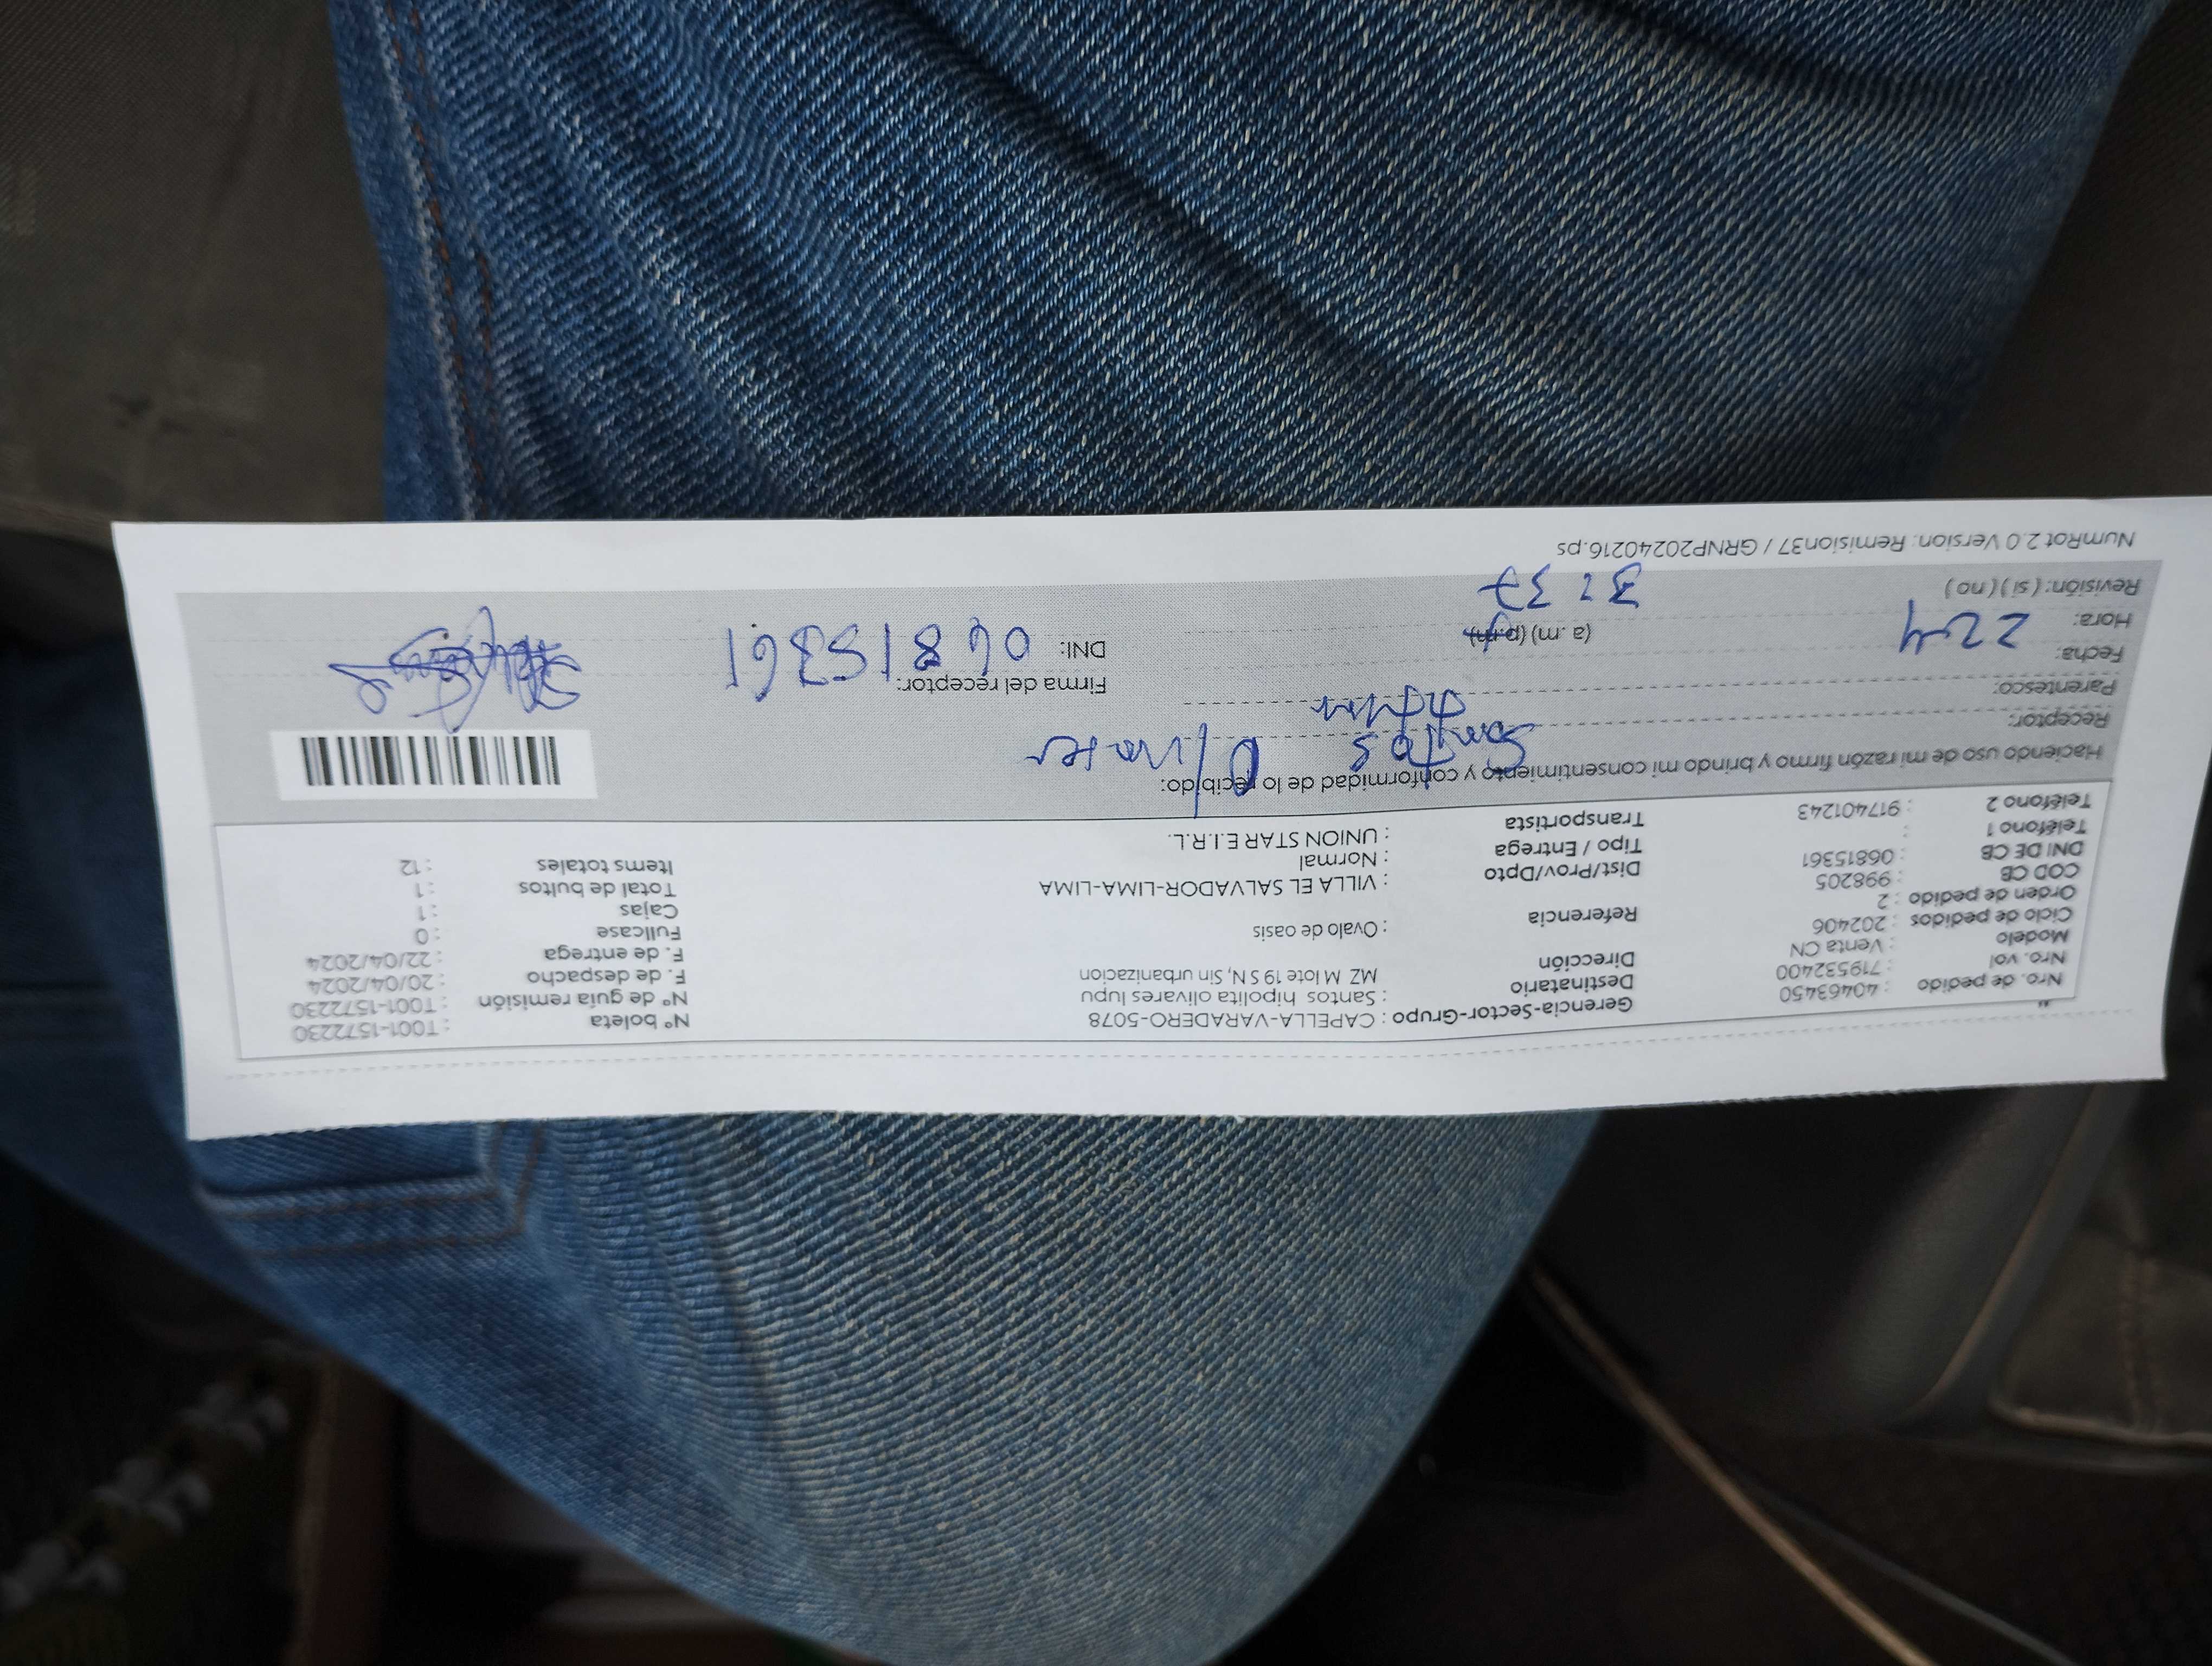 Nro. de pedido : 40463450
Nro. vol : 719532400
Modelo : Venta CN
Ciclo de pedidos : 202406
Orden de pedido : 2
COD CB : 998205
DNI DE CB : 06815361
Teléfono 1 :
Teléfono 2 : 917401243
Gerencia-Sector-Grupo : CAPELLA-VARADERO-5078
Destinatario : Santos hipolita olivares lupu
Dirección MZ M lote 19 S N, Sin urbanizacion
Referencia : Ovalo de oasis
Dist/Prov/Dpto : VILLA EL SALVADOR-LIMA-LIMA
Tipo / Entrega : Normal
Transportista : UNION STAR E.I.R.L.
N° boleta : T001-1572230
N° de guía remisión : T001-1572230
F. de despacho : 20/04/2024
F. de entrega : 22/04/2024
Fullcase : 0
Cajas : 1
Total de bultos : 1
Items totales : 12
Haciendo uso de mi razón firmo y brindo mi consentimiento y conformidad de lo recibido:
Receptor: Santos
Parentesco:
Fecha: 22-4
Hora: (a .m) (p.m) 3:37
Revisión: ( si ) ( no )
Firma del receptor:
DNI: 06815361
NumRot 2.0 Version: Remision37 / GRNP20240216.ps